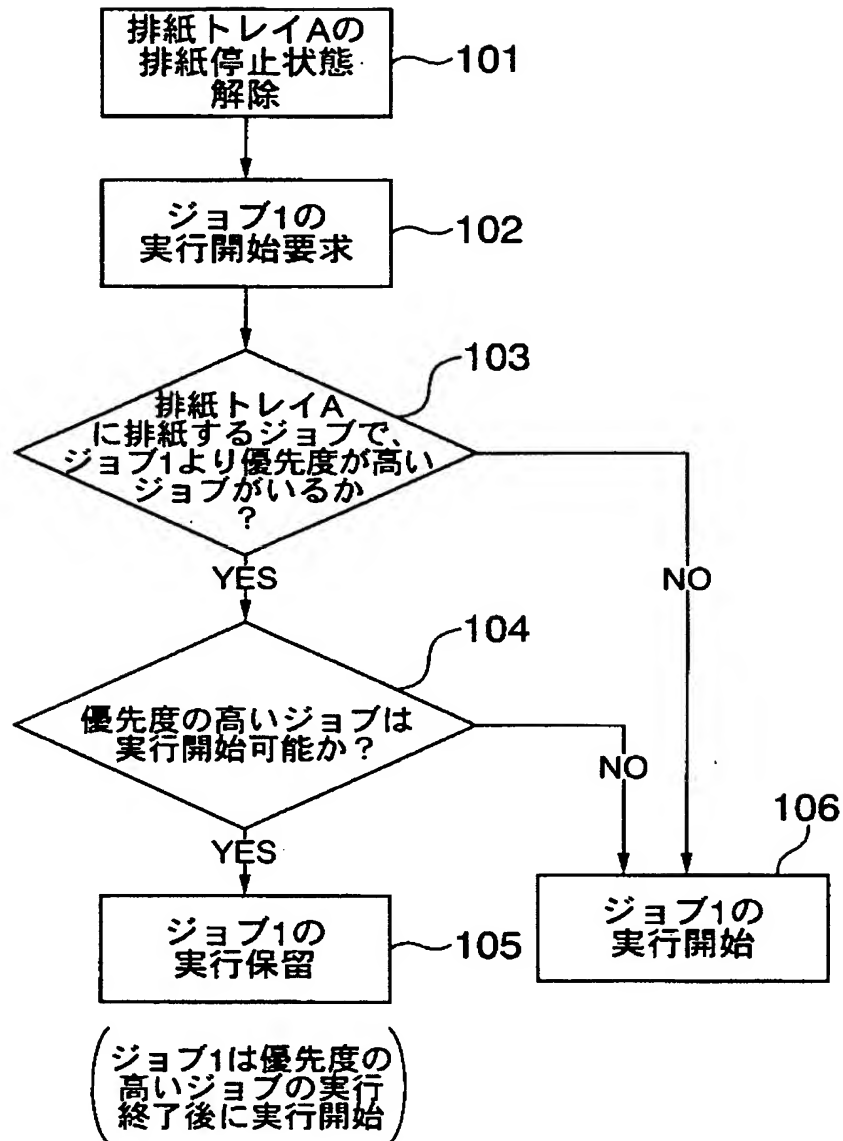 排紙トレイAの
排紙停止状態
解除
101
ジョブ1の
実行開始要求
102
103
排紙トレイA
に排紙するジョブで、
ジョブ1より優先度が高い
ジョブがいるか
?
YES
NO
104
優先度の高いジョブは
実行開始可能か?
NO
YES
106
ジョブ1の
実行保留
105
ジョブ1の
実行開始
ジョブ1は優先度の
高いジョブの実行
終了後に実行開始